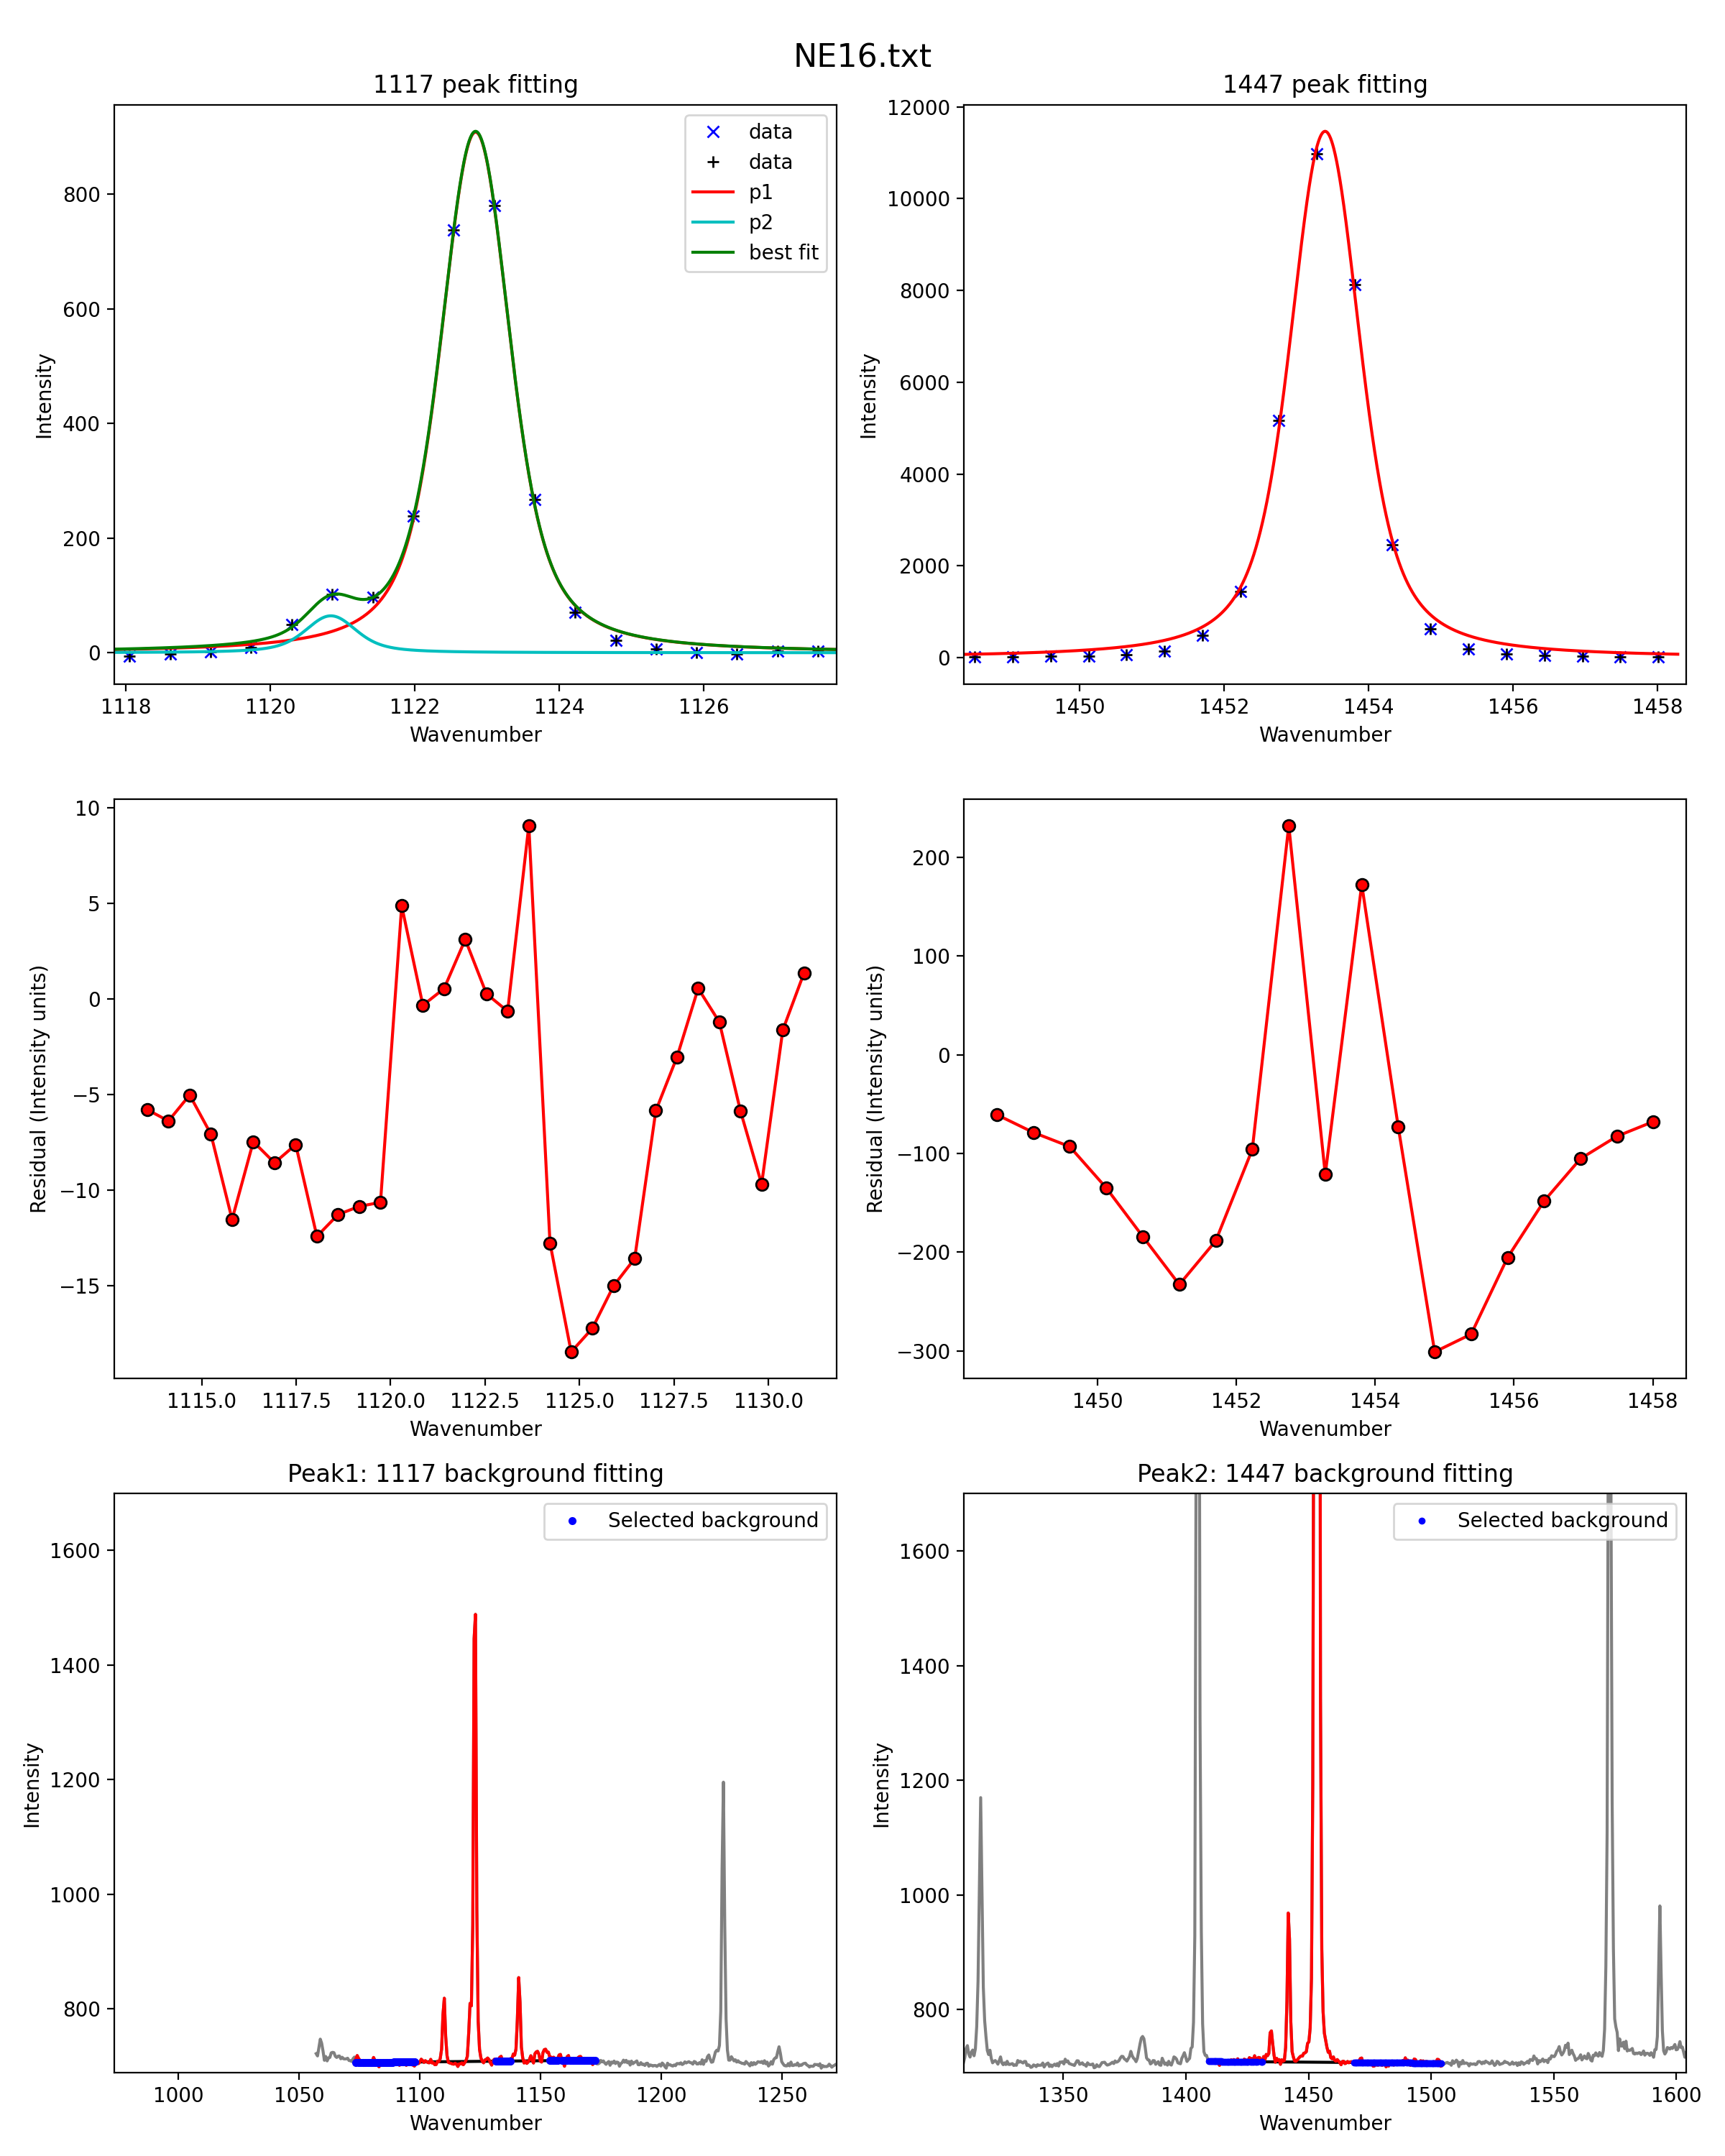 NE16.txt
1117 peak fitting
1447 peak fitting
data
data
p1
p2
best fit
Intensity
0
200
400
600
800
1118
1120
1122
1124
1126
Wavenumber
Intensity
0
2000
4000
6000
8000
10000
12000
1450
1452
1454
1456
1458
Wavenumber
Residual (Intensity units)
10
5
0
−5
−10
−15
1115.0
1117.5
1120.0
1122.5
1125.0
1127.5
1130.0
Wavenumber
Residual (Intensity units)
200
100
0
−100
−200
−300
1450
1452
1454
1456
1458
Wavenumber
Peak1: 1117 background fitting
Selected background
Intensity
1600
1400
1200
1000
800
1000
1050
1100
1150
1200
1250
Wavenumber
Peak2: 1447 background fitting
Selected background
Intensity
1600
1400
1200
1000
800
1350
1400
1450
1500
1550
1600
Wavenumber